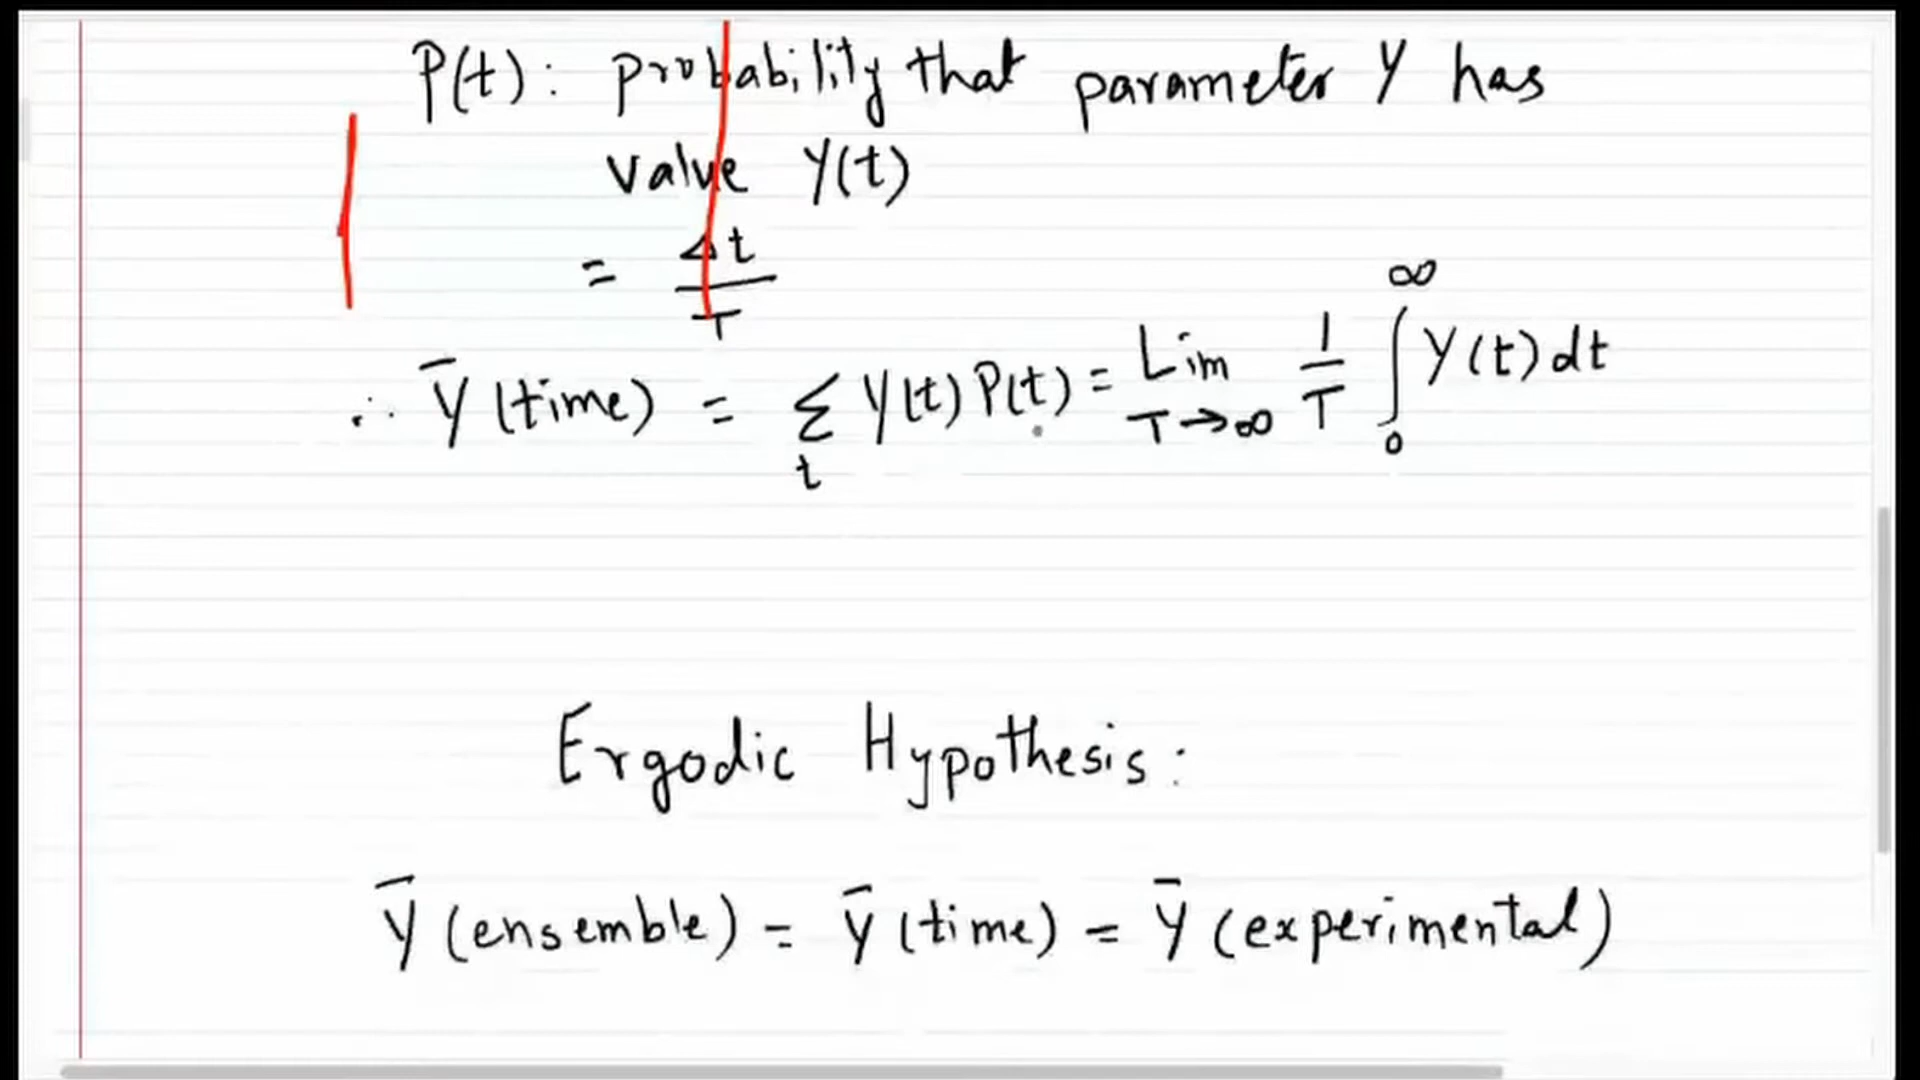 P(t): probability that parameter Y has
value Y(t)
= Δt/T
∴ Ȳ (time) = Σ_t Y(t) P(t) = Lim_{T→∞} 1/T ∫_0^∞ Y(t) dt
Ergodic Hypothesis:
Ȳ (ensemble) = Ȳ (time) = Ȳ (experimental)